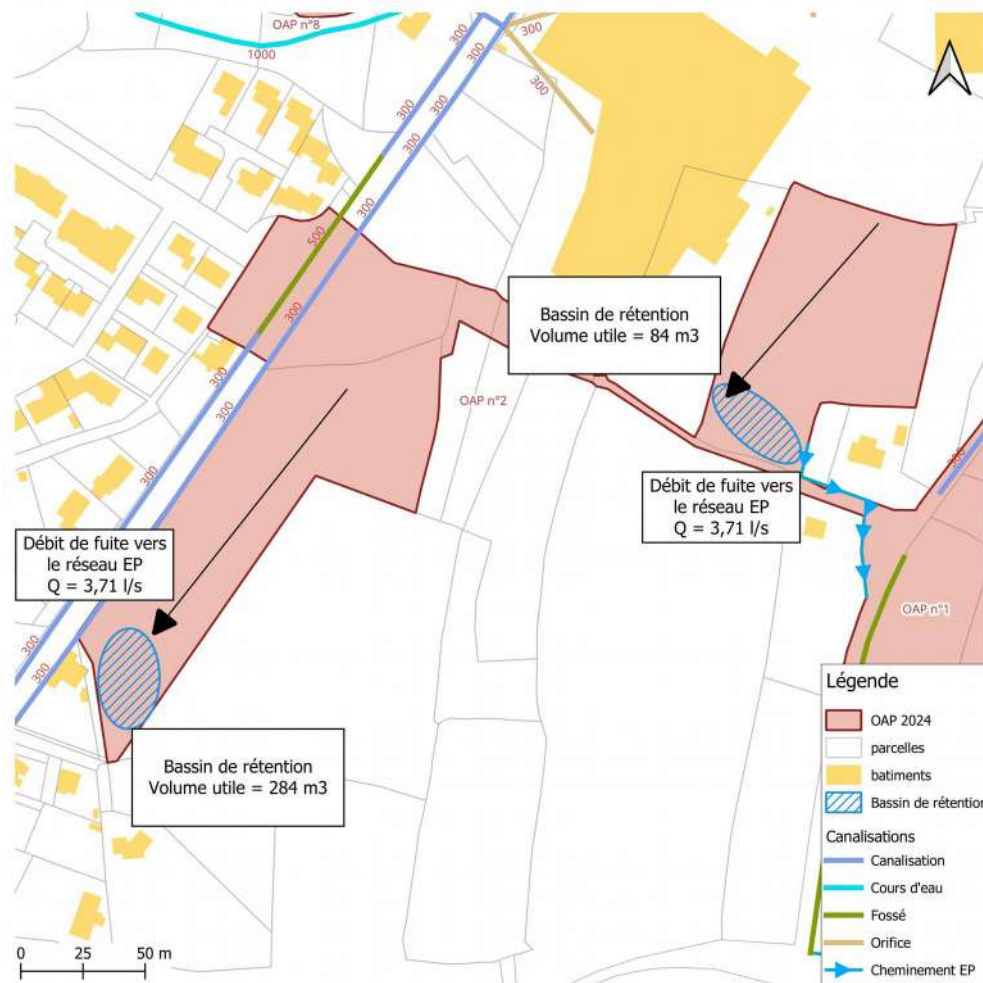 OAP n°8
1000
300
300
300
300
300
300
300
300
500
300
300
Bassin de rétention
Volume utile = 84 m3
300
300
OAP n°2
300
300
Débit de fuite vers
le réseau EP
Q = 3,71 l/s
Débit de fuite vers
le réseau EP
Q = 3,71 l/s
OAP n°1
300
300
Bassin de rétention
Volume utile = 284 m3
Légende
OAP 2024
parcelles
batiments
Bassin de rétention
Canalisations
Canalisation
Cours d'eau
Fossé
Orifice
Cheminement EP
0 25 50 m